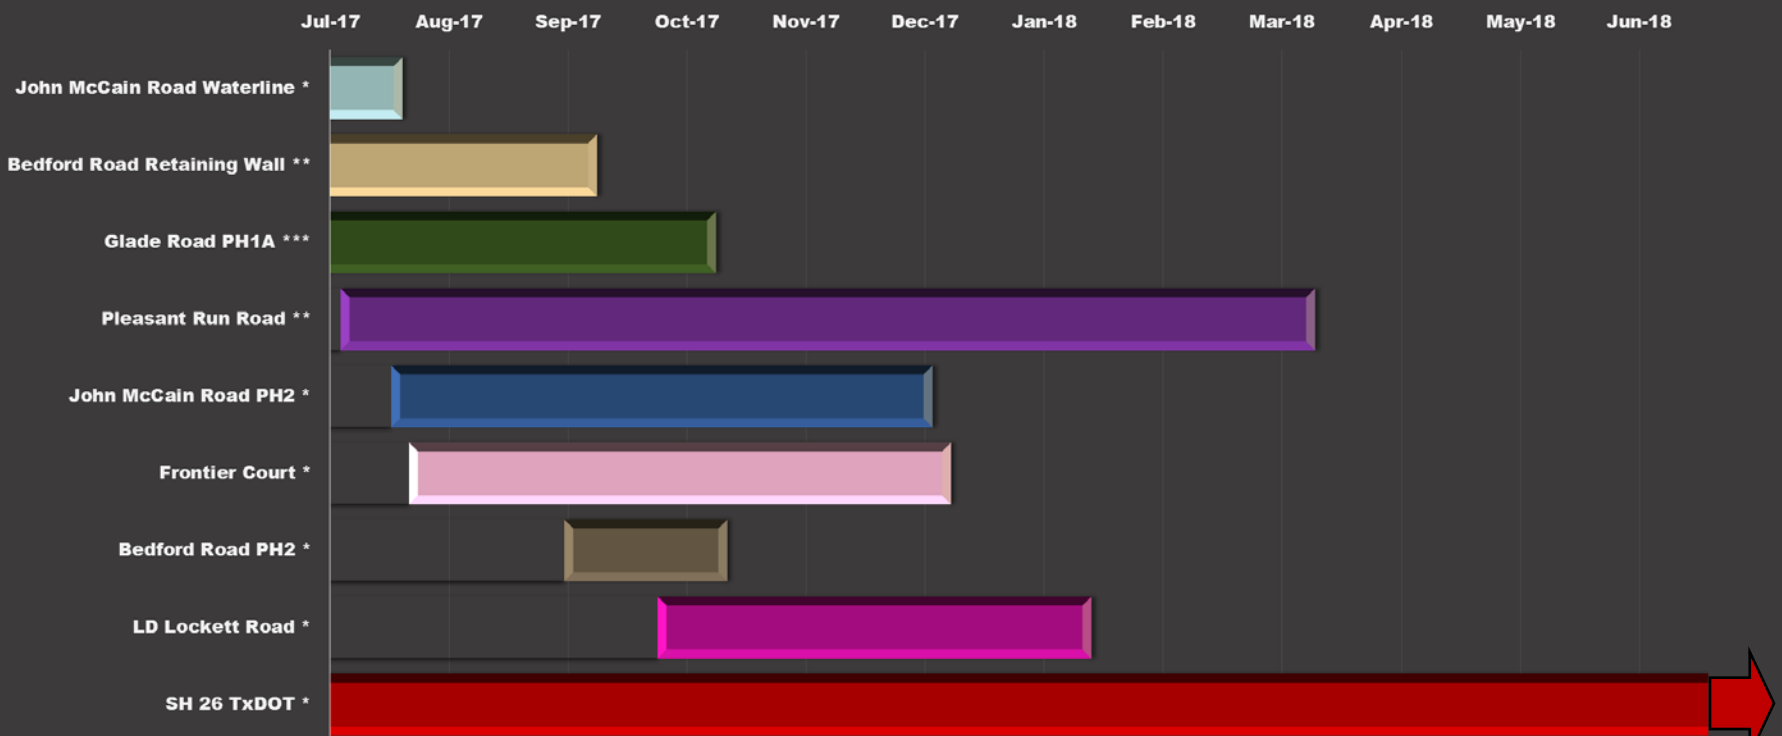 Jul-17 Aug-17 Sep-17 Oct-17 Nov-17 Dec-17 Jan-18 Feb-18 Mar-18 Apr-18 May-18 Jun-18
John McCain Road Waterline *
Bedford Road Retaining Wall **
Glade Road PH1A ***
Pleasant Run Road **
John McCain Road PH2 *
Frontier Court *
Bedford Road PH2 *
LD Lockett Road *
SH 26 TxDOT *